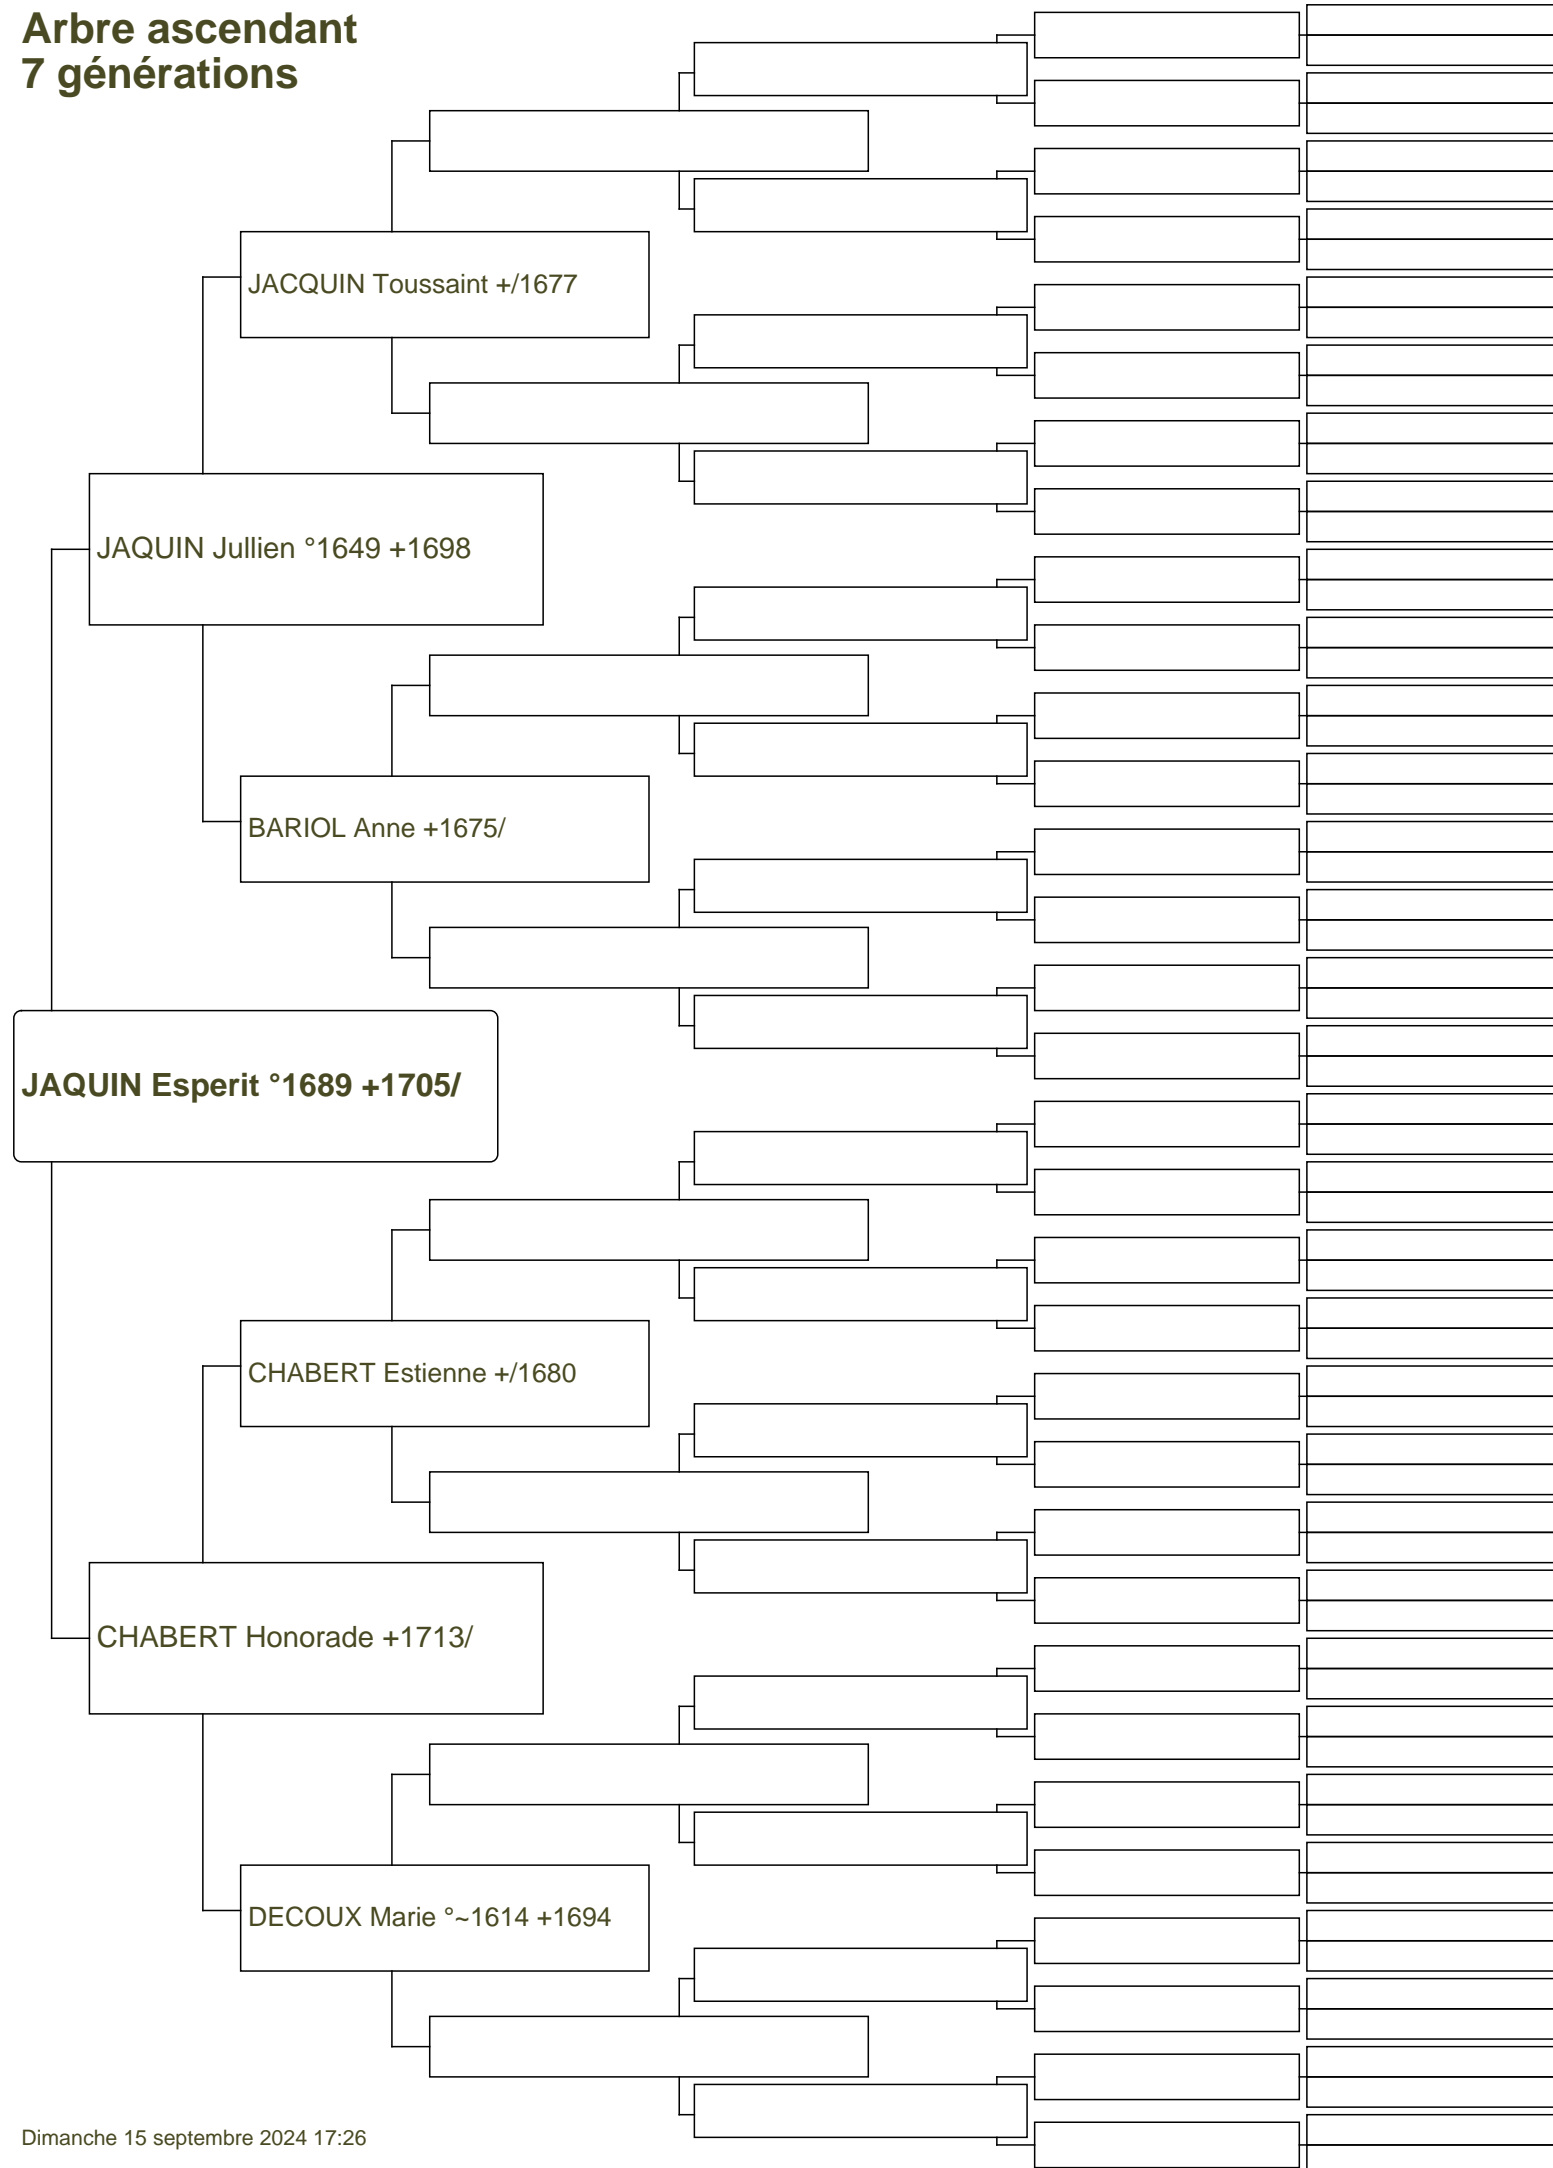 Arbre ascendant
7 générations
JACQUIN Toussaint +/1677
JAQUIN Jullien °1649 +1698
BARIOL Anne +1675/
JAQUIN Esperit °1689 +1705/
CHABERT Estienne +/1680
CHABERT Honorade +1713/
DECOUX Marie °~1614 +1694
Dimanche 15 septembre 2024 17:26